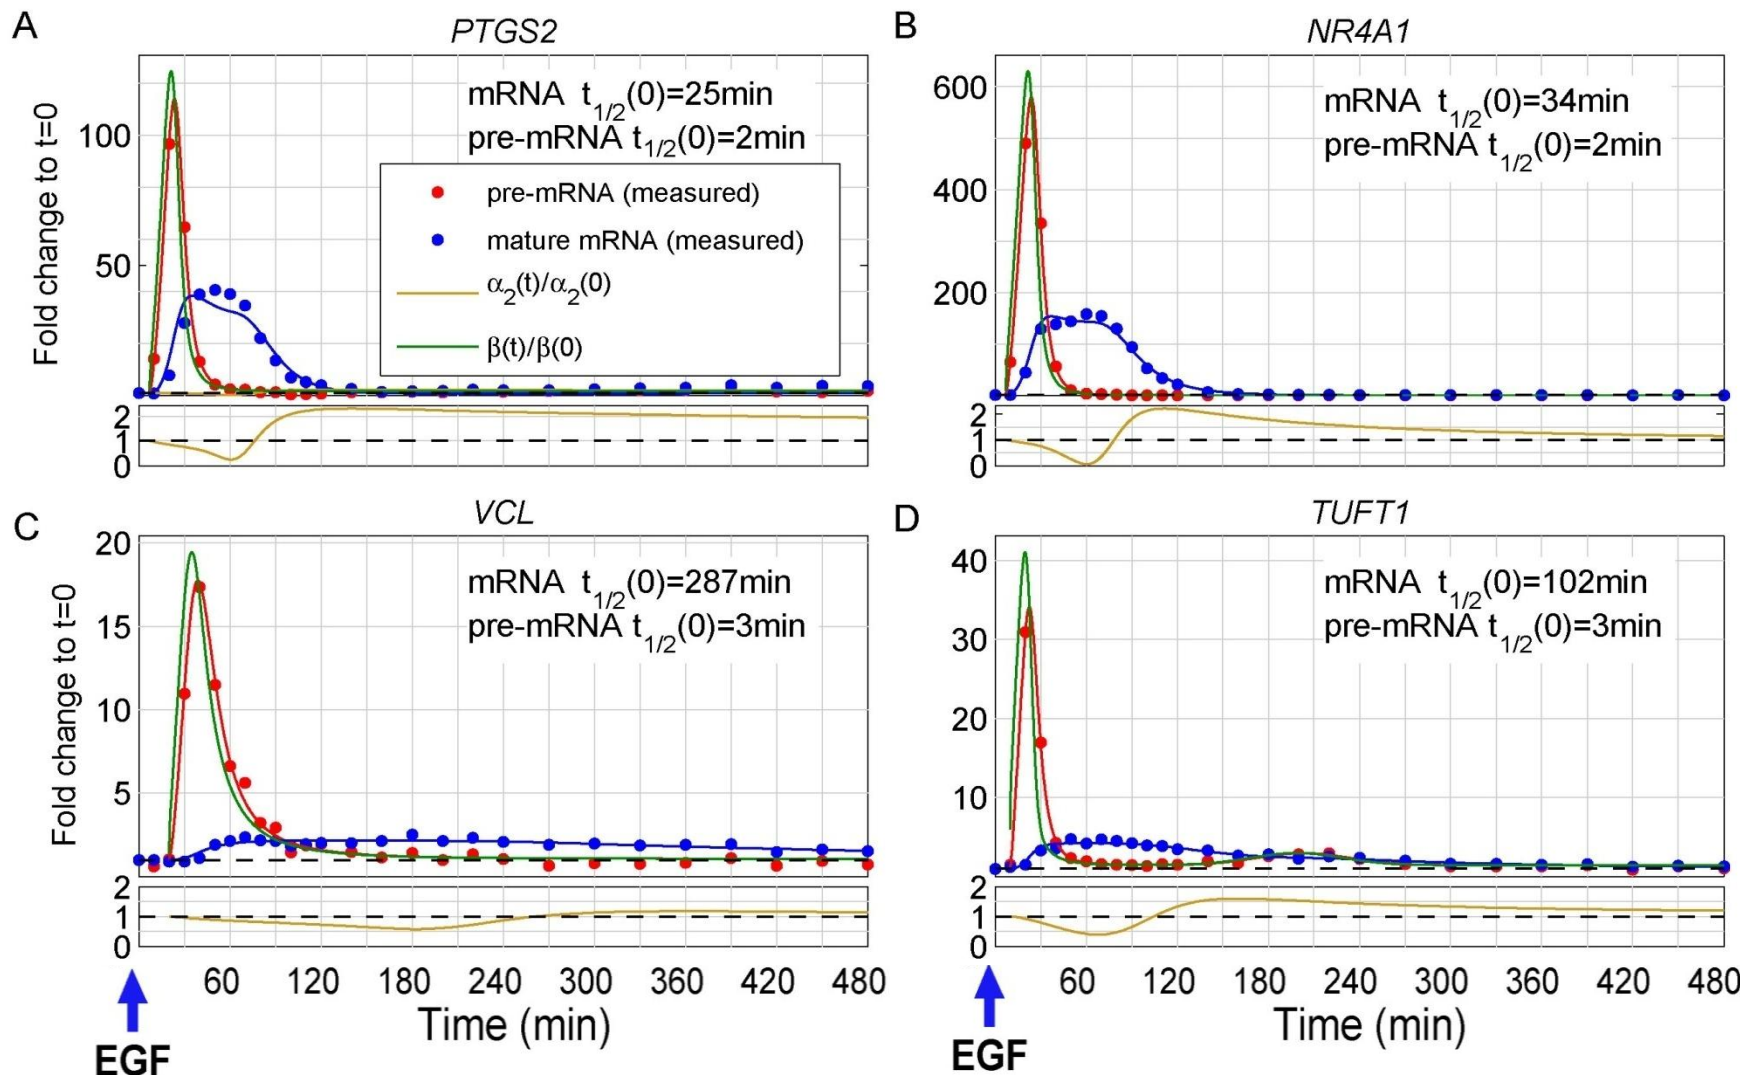 A
PTGS2
mRNA t1/2(0)=25min
pre-mRNA t1/2(0)=2min
pre-mRNA (measured)
mature mRNA (measured)
α2(t)/α2(0)
β(t)/β(0)
Fold change to t=0
100
50
2
1
0
B
NR4A1
mRNA t1/2(0)=34min
pre-mRNA t1/2(0)=2min
600
400
200
2
1
0
C
VCL
mRNA t1/2(0)=287min
pre-mRNA t1/2(0)=3min
Fold change to t=0
20
15
10
5
2
1
0
60 120 180 240 300 360 420 480
Time (min)
EGF
D
TUFT1
mRNA t1/2(0)=102min
pre-mRNA t1/2(0)=3min
40
30
20
10
2
1
0
60 120 180 240 300 360 420 480
Time (min)
EGF